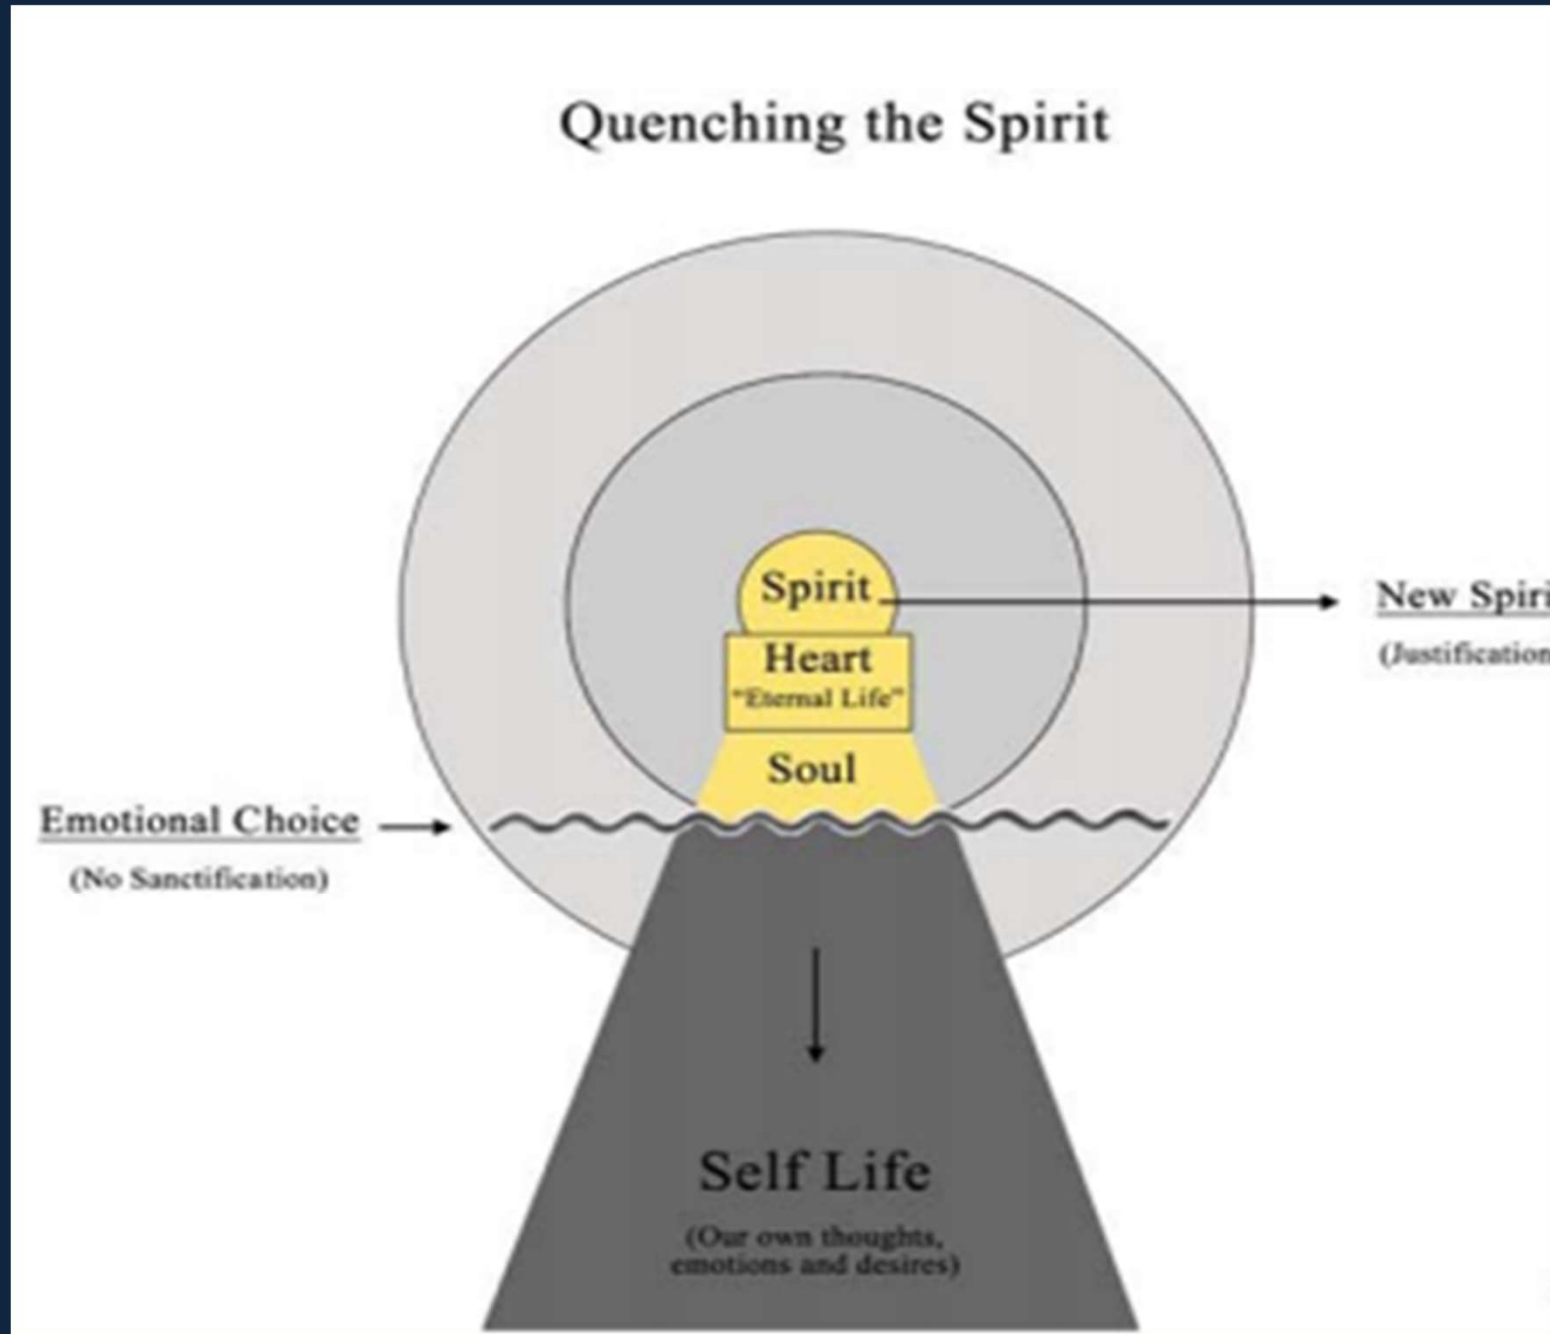 Quenching the Spirit
Spirit
New Spiri
(Justification
Heart
"Eternal Life"
Soul
Emotional Choice
(No Sanctification)
Self Life
(Our own thoughts,
emotions and desires)